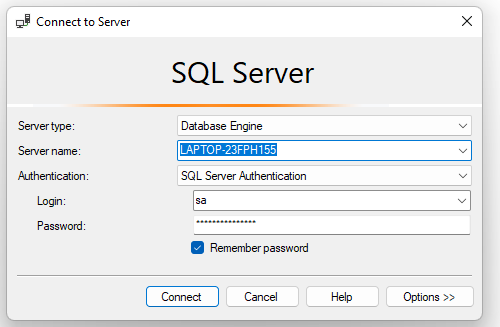 Connect to Server
SQL Server
Server type: Database Engine
Server name: LAPTOP-23FPH155
Authentication: SQL Server Authentication
Login: sa
Password: ***************
Remember password
Connect Cancel Help Options >>